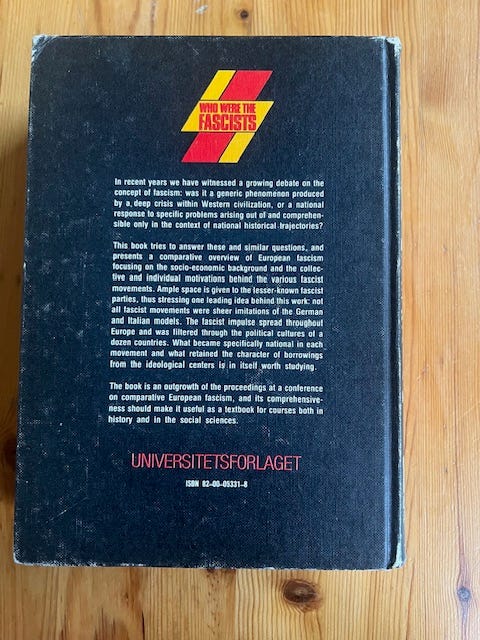 WHO WERE THE
FASCISTS
In recent years we have witnessed a growing debate on the
concept of fascism: was it a generic phenomenon produced
by a deep crisis within Western civilization, or a national
response to specific problems arising out of and comprehen-
sible only in the context of national historical trajectories?
This book tries to answer these and similar questions, and
presents a comparative overview of European fascism
focusing on the socio-economic background and the collec-
tive and individual motivations behind the various fascist
movements. Ample space is given to the lesser-known fascist
parties, thus stressing one leading idea behind this work: not
all fascist movements were sheer imitations of the German
and Italian models. The fascist impulse spread throughout
Europe and was filtered through the political cultures of a
dozen countries. What became specifically national in each
movement and what retained the character of borrowings
from the ideological centers is in itself worth studying.
The book is an outgrowth of the proceedings at a conference
on comparative European fascism, and its comprehensive-
ness should make it useful as a textbook for courses both in
history and in the social sciences.
UNIVERSITETSFORLAGET
ISBN 82-00-05331-8